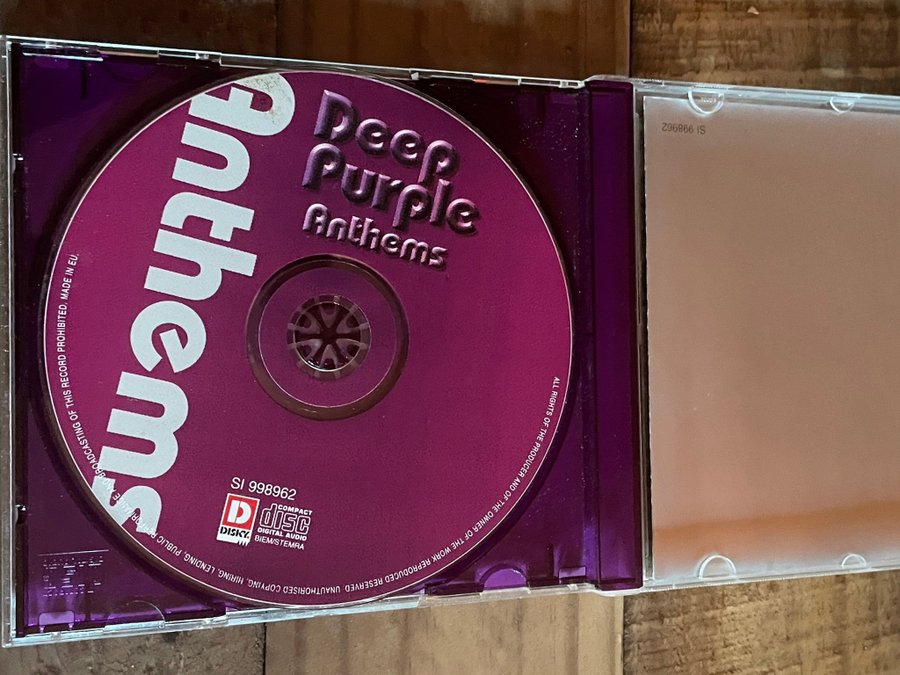 Anthems
Deep
Purple
Anthems
SI 998962
D
DISKY
COMPACT
disc
DIGITAL AUDIO
BIEM/STEMRA
ALL RIGHTS OF THE PRODUCER AND OF THE OWNER OF THE WORK REPRODUCED RESERVED. UNAUTHORISED COPYING, HIRING, LENDING, PUBLIC PERFORMANCE AND BROADCASTING OF THIS RECORD PROHIBITED. MADE IN EU.
SI 998962